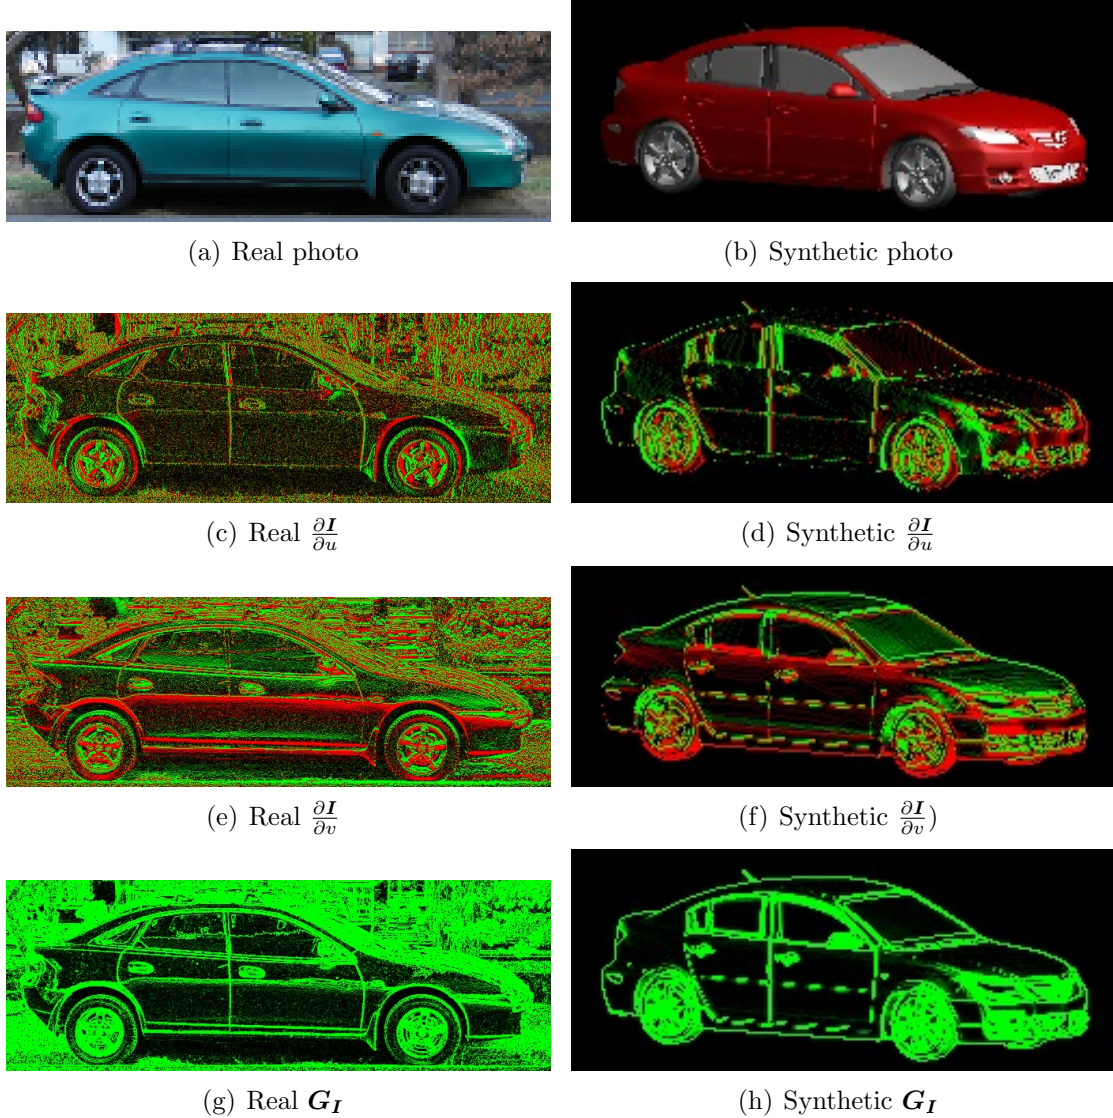 (a) Real photo
(b) Synthetic photo
(c) Real ∂I/∂u
(d) Synthetic ∂I/∂u
(e) Real ∂I/∂v
(f) Synthetic ∂I/∂v)
(g) Real G_I
(h) Synthetic G_I